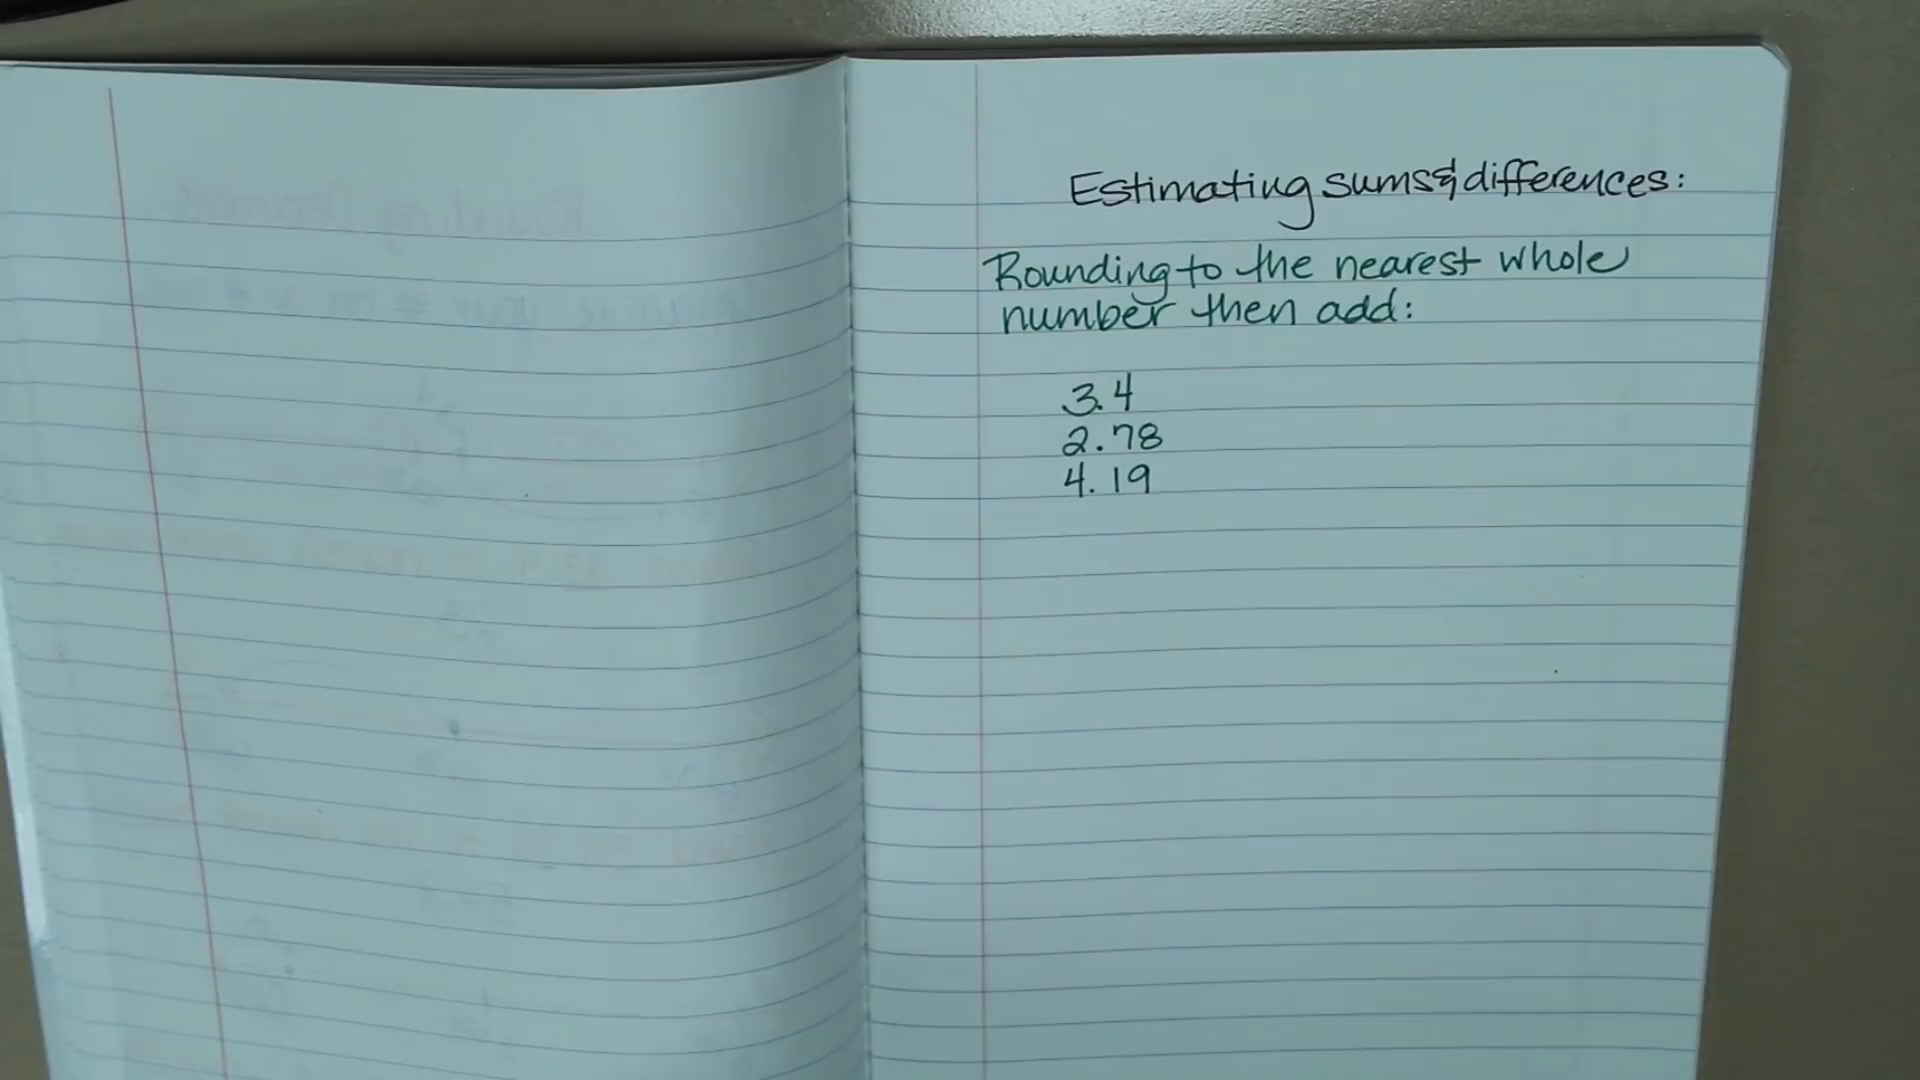 Estimating sums & differences:
Rounding to the nearest whole
number then add:
3.4
2.78
4.19